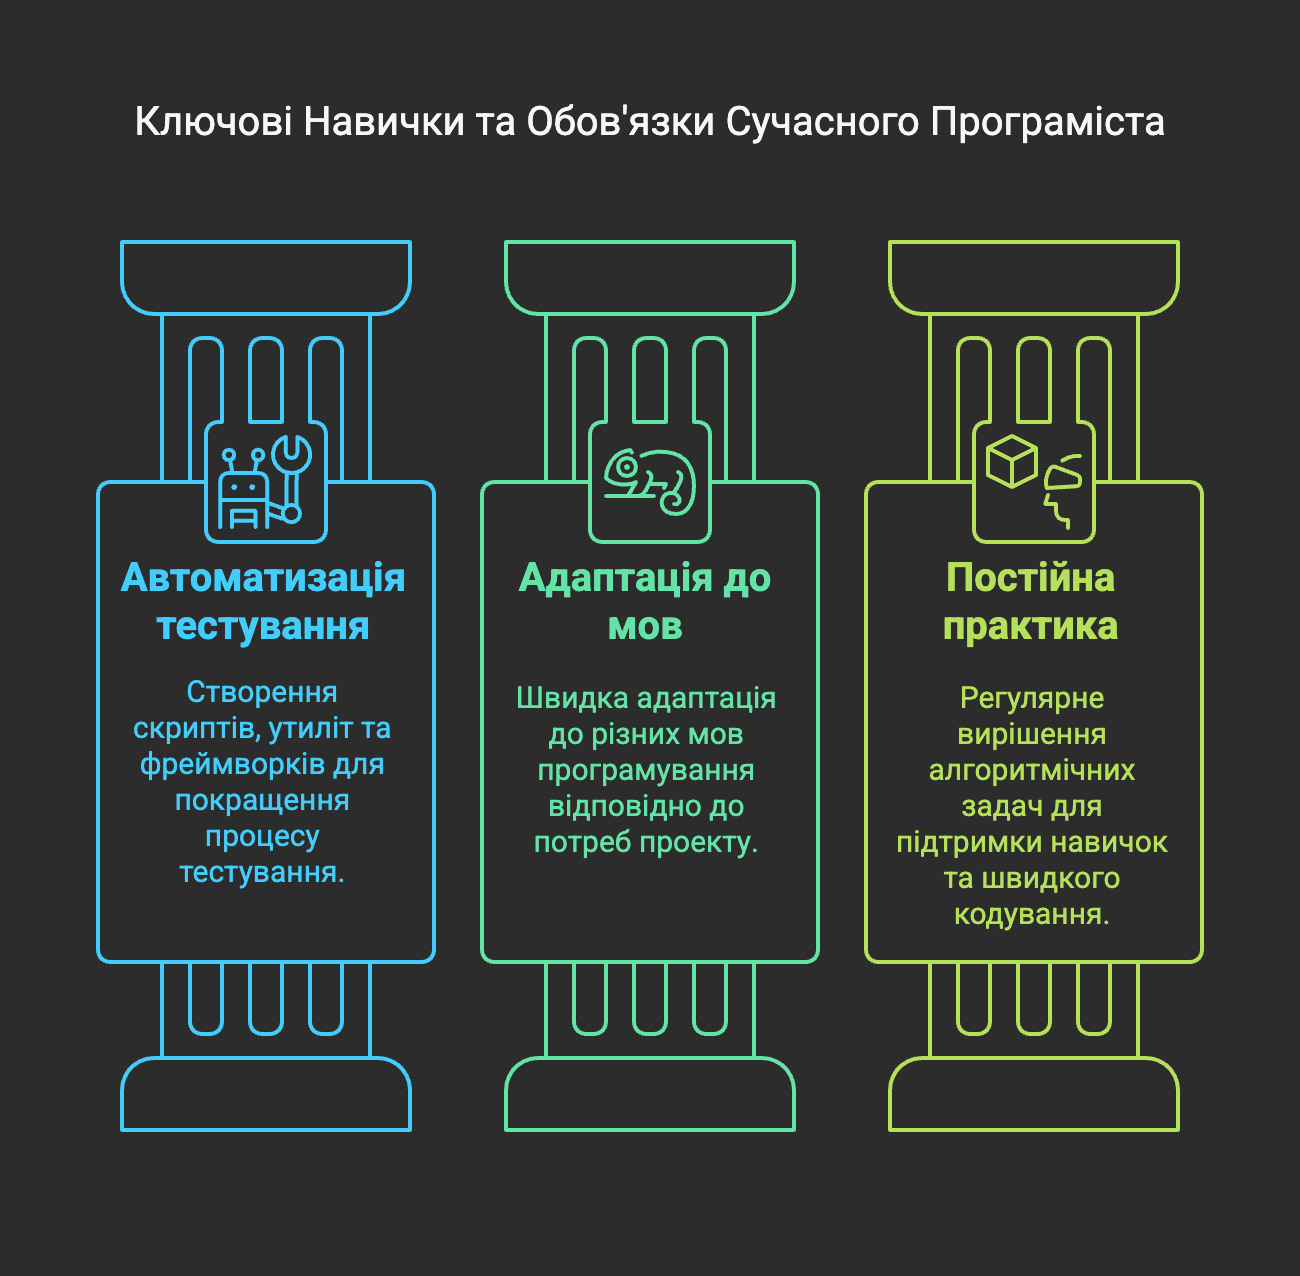 Ключові Навички та Обов'язки Сучасного Програміста
Автоматизація
тестування
Створення
скриптів, утиліт та
фреймворків для
покращення
процесу
тестування.
Адаптація до
мов
Швидка адаптація
до різних мов
програмування
відповідно до
потреб проекту.
Постійна
практика
Регулярне
вирішення
алгоритмічних
задач для
підтримки навичок
та швидкого
кодування.